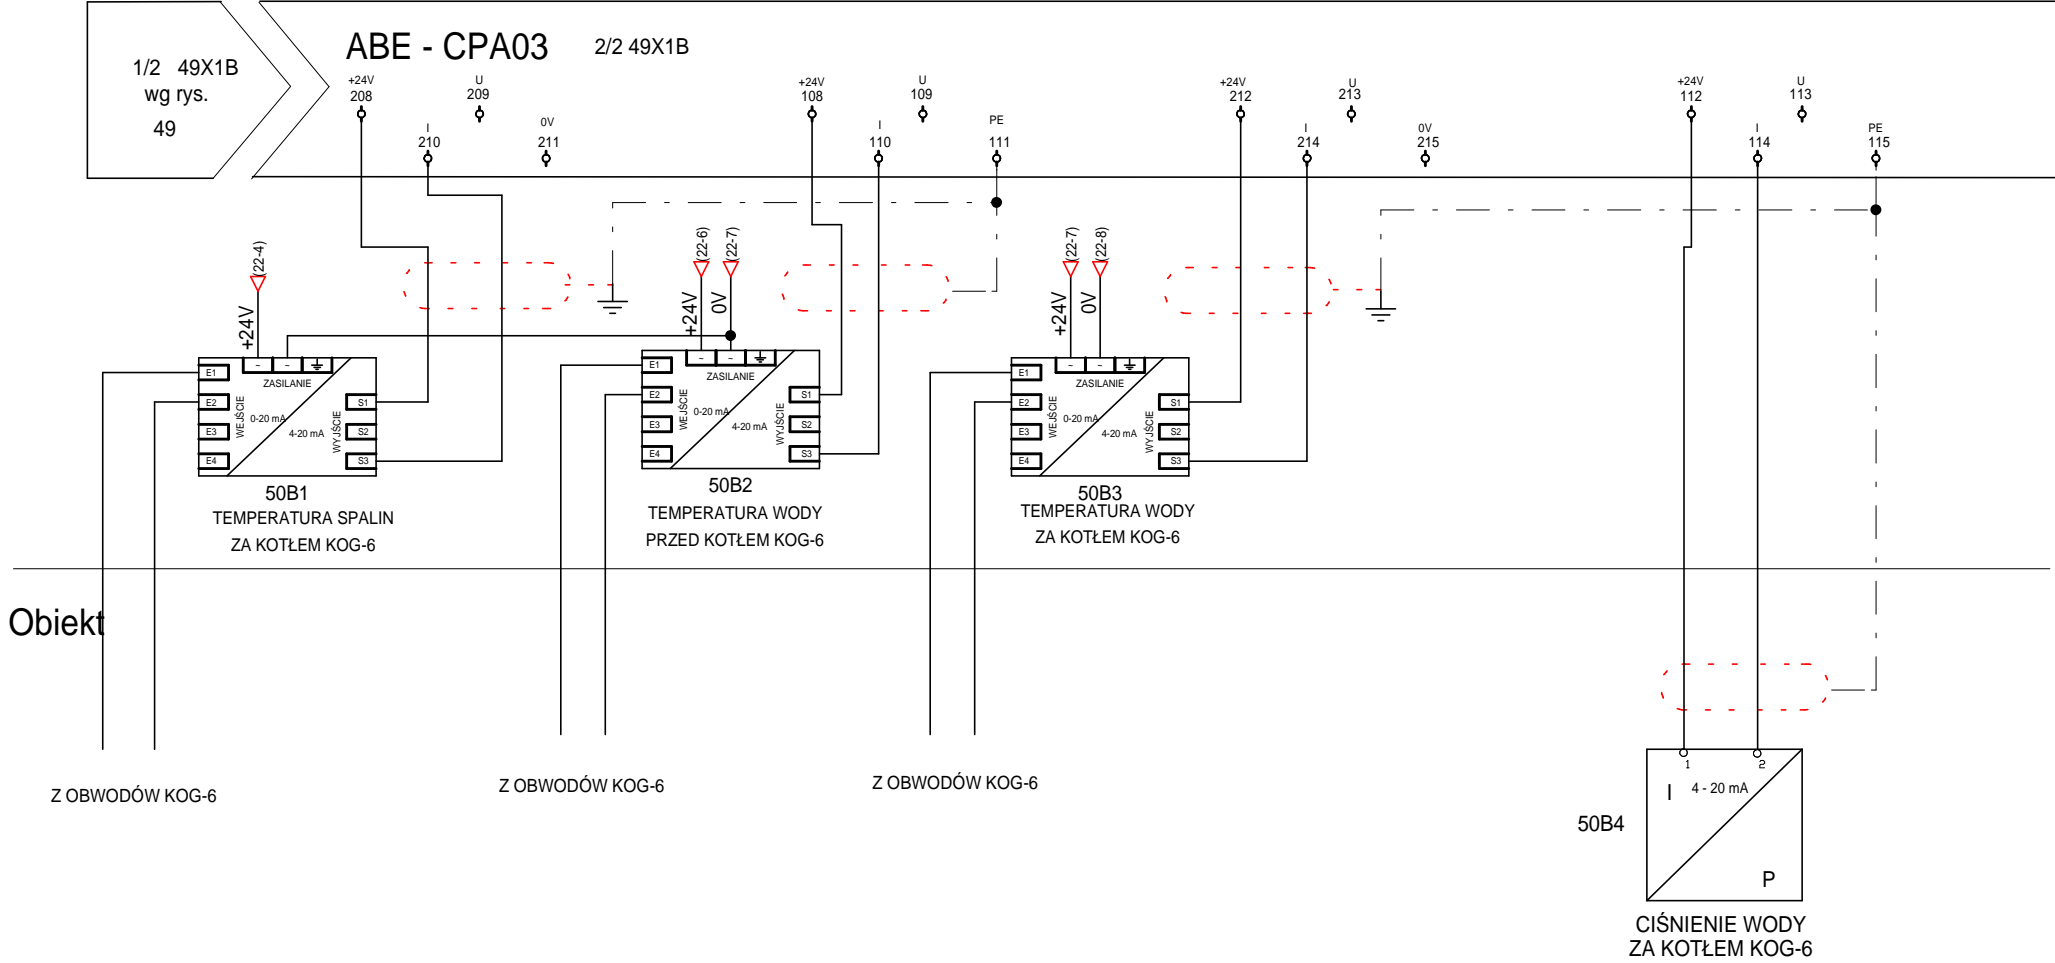 ABE - CPA03 2/2 49X1B
1/2 49X1B
wg rys.
49
+24V
208
U
209
I
210
0V
211
+24V
108
U
109
I
110
PE
111
+24V
212
U
213
I
214
0V
215
+24V
112
U
113
I
114
PE
115
(22-4)
+24V
(22-6)
(22-7)
+24V
0V
(22-7)
(22-8)
+24V
0V
~ ~
ZASILANIE
E1
E2
E3
E4
WEJŚCIE
0-20 mA
4-20 mA
WYJŚCIE
S1
S2
S3
50B1
TEMPERATURA SPALIN
ZA KOTŁEM KOG-6
~ ~
ZASILANIE
E1
E2
E3
E4
WEJŚCIE
0-20 mA
4-20 mA
WYJŚCIE
S1
S2
S3
50B2
TEMPERATURA WODY
PRZED KOTŁEM KOG-6
~ ~
ZASILANIE
E1
E2
E3
E4
WEJŚCIE
0-20 mA
4-20 mA
WYJŚCIE
S1
S2
S3
50B3
TEMPERATURA WODY
ZA KOTŁEM KOG-6
Obiekt
Z OBWODÓW KOG-6
Z OBWODÓW KOG-6
Z OBWODÓW KOG-6
1 2
I 4 - 20 mA
50B4
P
CIŚNIENIE WODY
ZA KOTŁEM KOG-6